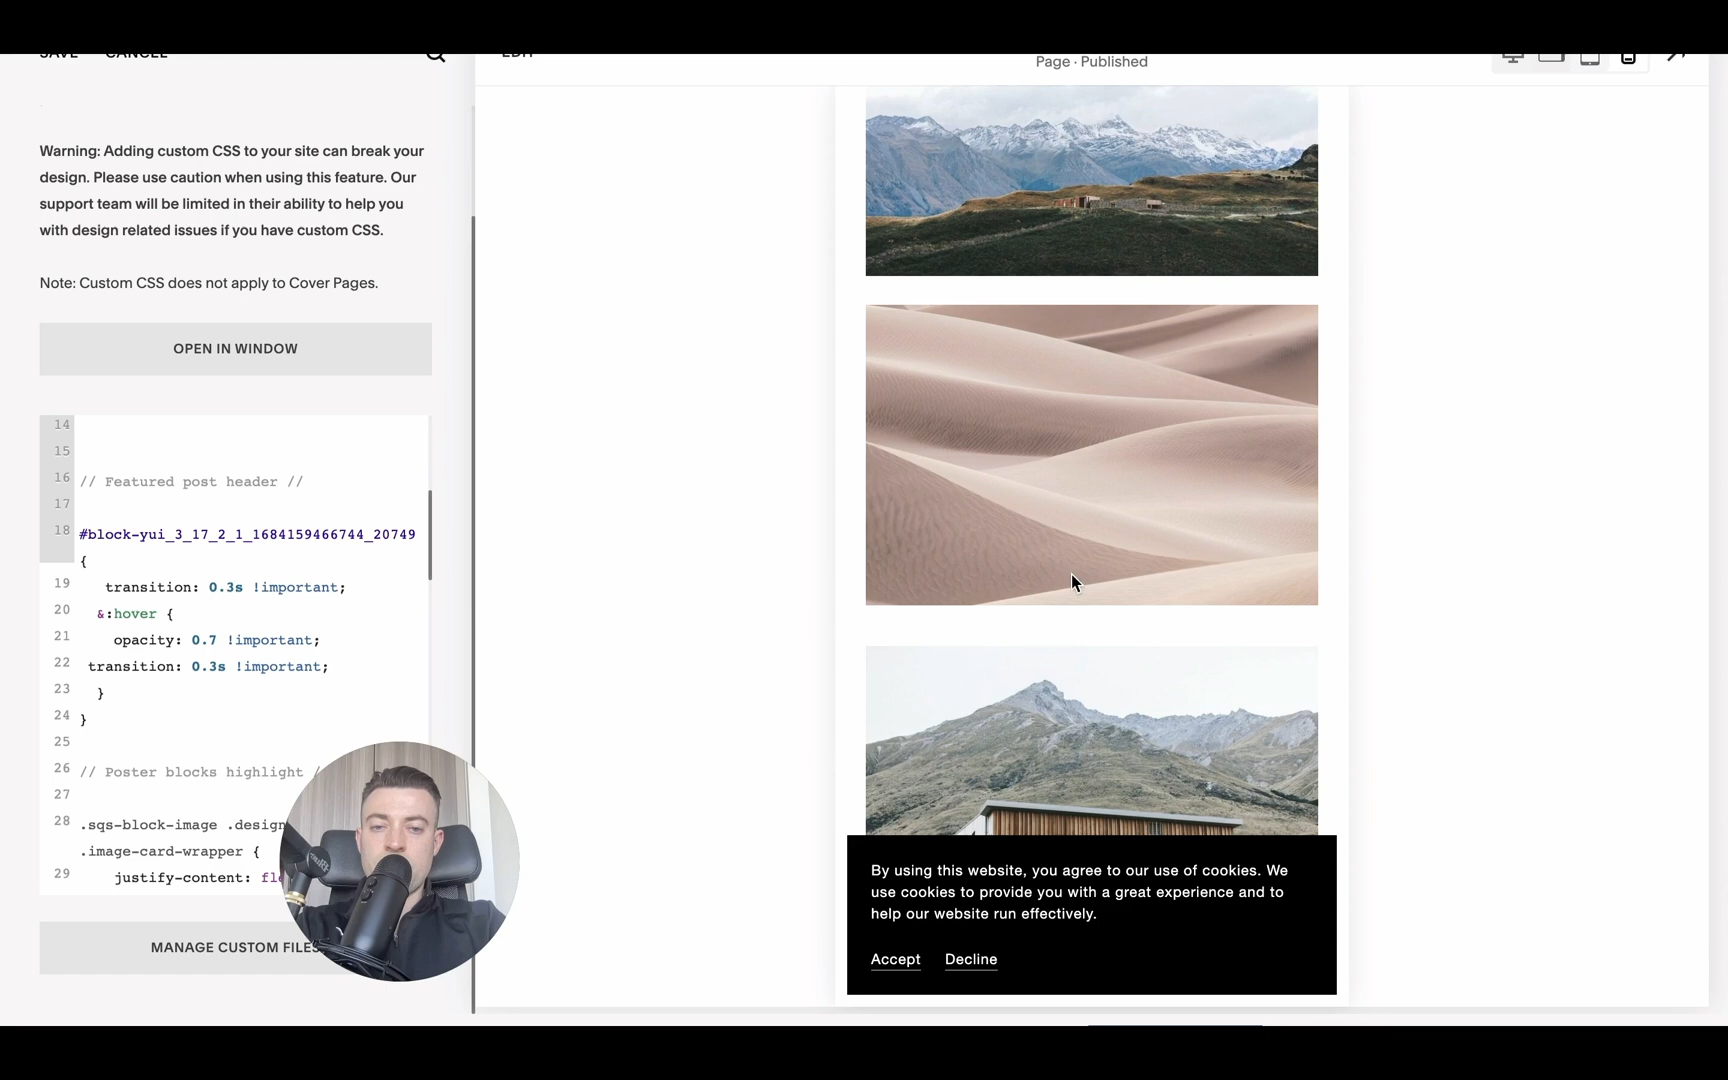 SAVE CANCEL
EDIT
Page · Published
Warning: Adding custom CSS to your site can break your
design. Please use caution when using this feature. Our
support team will be limited in their ability to help you
with design related issues if you have custom CSS.
Note: Custom CSS does not apply to Cover Pages.
OPEN IN WINDOW
14
15
16 // Featured post header //
17
18 #block-yui_3_17_2_1_1684159466744_20749
{
19 transition: 0.3s !important;
20 &:hover {
21 opacity: 0.7 !important;
22 transition: 0.3s !important;
23 }
24 }
25
26 // Poster blocks highlight /
27
28 .sqs-block-image .design
.image-card-wrapper {
29 justify-content:
MANAGE CUSTOM FILES
By using this website, you agree to our use of cookies. We
use cookies to provide you with a great experience and to
help our website run effectively.
Accept Decline